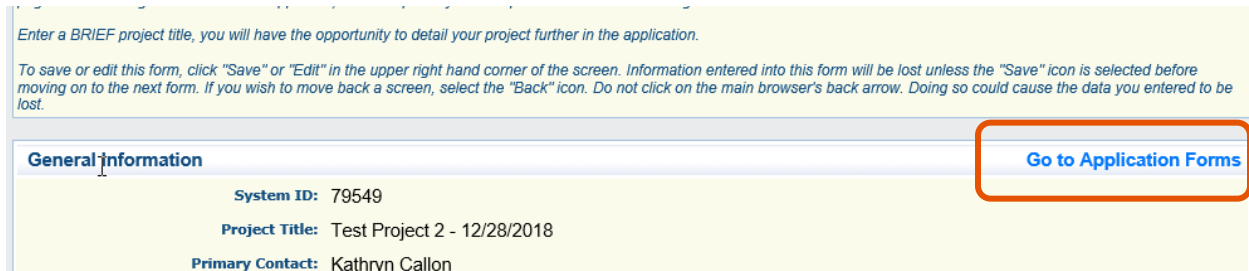 Enter a BRIEF project title, you will have the opportunity to detail your project further in the application.
To save or edit this form, click "Save" or "Edit" in the upper right hand corner of the screen. Information entered into this form will be lost unless the "Save" icon is selected before
moving on to the next form. If you wish to move back a screen, select the "Back" icon. Do not click on the main browser's back arrow. Doing so could cause the data you entered to be
lost.
General Information Go to Application Forms
System ID: 79549
Project Title: Test Project 2 - 12/28/2018
Primary Contact: Kathryn Callon